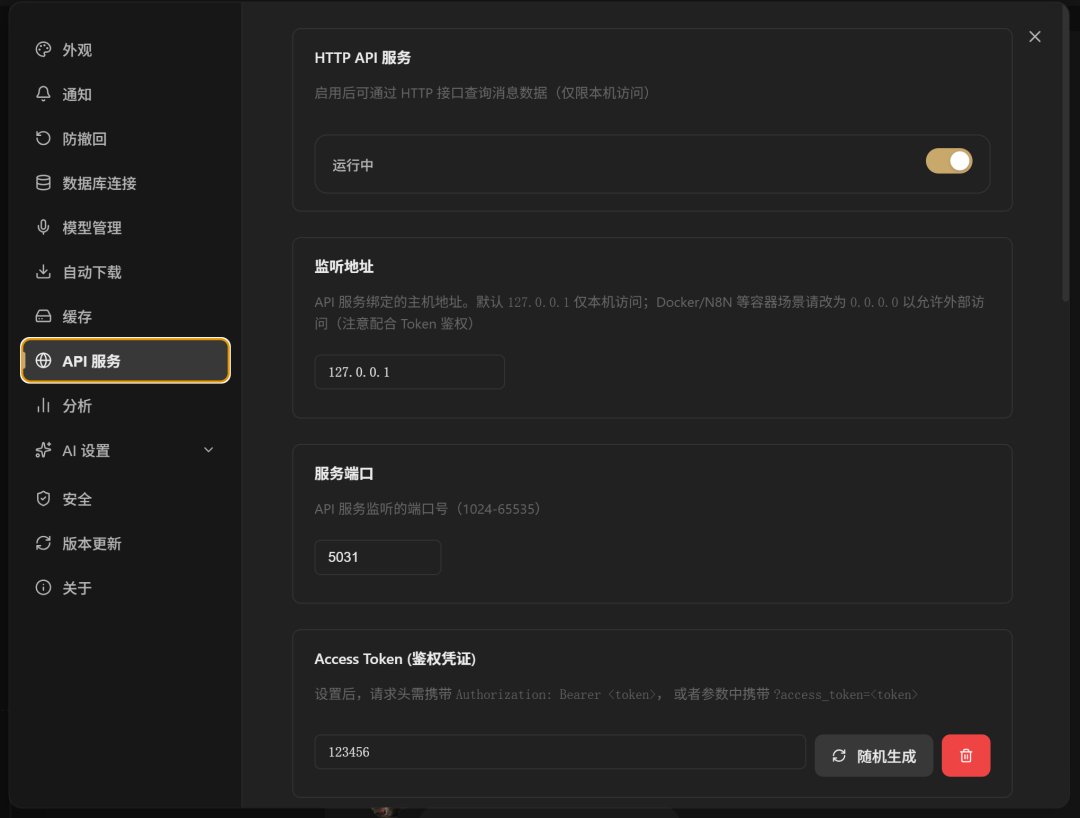 外观
通知
防撤回
数据库连接
模型管理
自动下载
缓存
API 服务
分析
AI 设置
安全
版本更新
关于
HTTP API 服务
启用后可通过 HTTP 接口查询消息数据（仅限本机访问）
运行中
监听地址
API 服务绑定的主机地址。默认 127.0.0.1 仅本机访问；Docker/N8N 等容器场景请改为 0.0.0.0 以允许外部访
问（注意配合 Token 鉴权）
127.0.0.1
服务端口
API 服务监听的端口号（1024-65535）
5031
Access Token (鉴权凭证)
设置后，请求头需携带 Authorization: Bearer <token>， 或者参数中携带 ?access_token=<token>
123456
随机生成